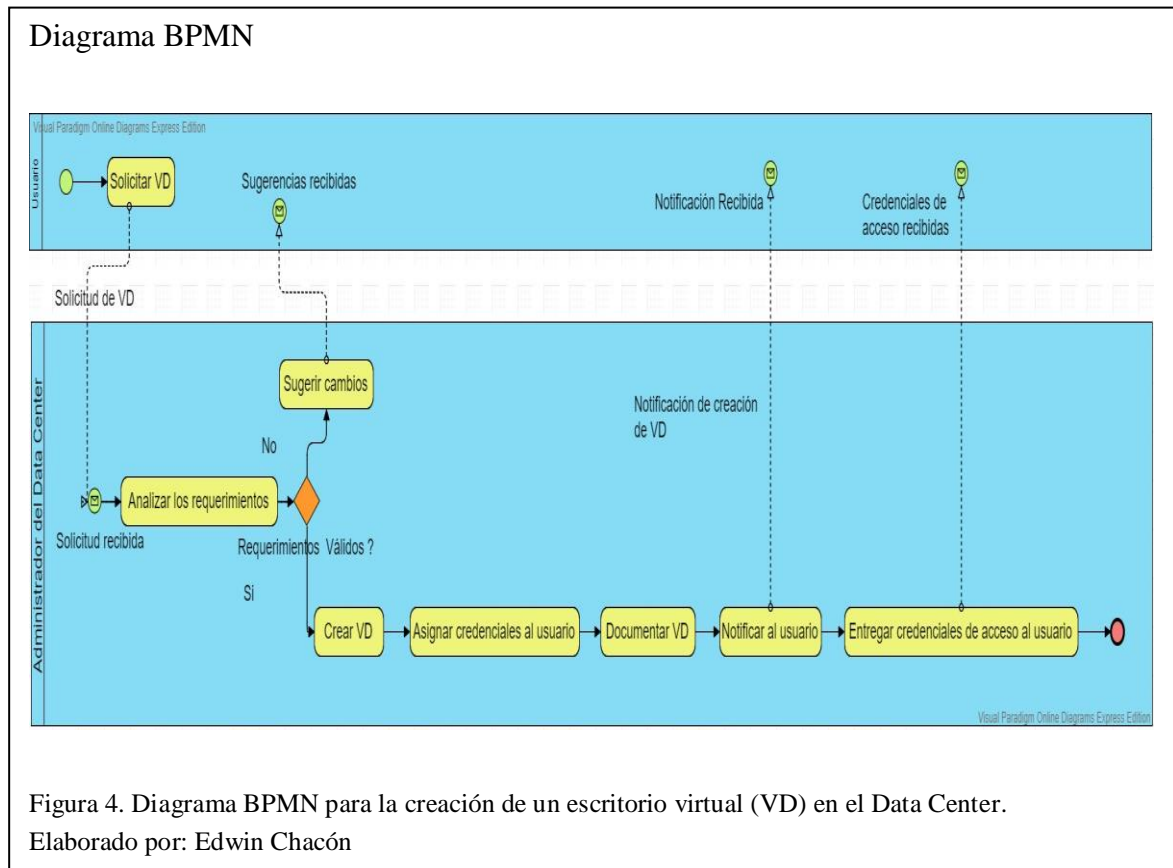 Diagrama BPMN
Visual Paradigm Online Diagrams Express Edition
Usuario
Solicitar VD
Sugerencias recibidas
Notificación Recibida
Credenciales de
acceso recibidas
Solicitud de VD
Administrador del Data Center
Sugerir cambios
Notificación de creación
de VD
No
Analizar los requerimientos
Solicitud recibida
Requerimientos Válidos ?
Si
Crear VD
Asignar credenciales al usuario
Documentar VD
Notificar al usuario
Entregar credenciales de acceso al usuario
Visual Paradigm Online Diagrams Express Edition
Figura 4. Diagrama BPMN para la creación de un escritorio virtual (VD) en el Data Center.
Elaborado por: Edwin Chacón